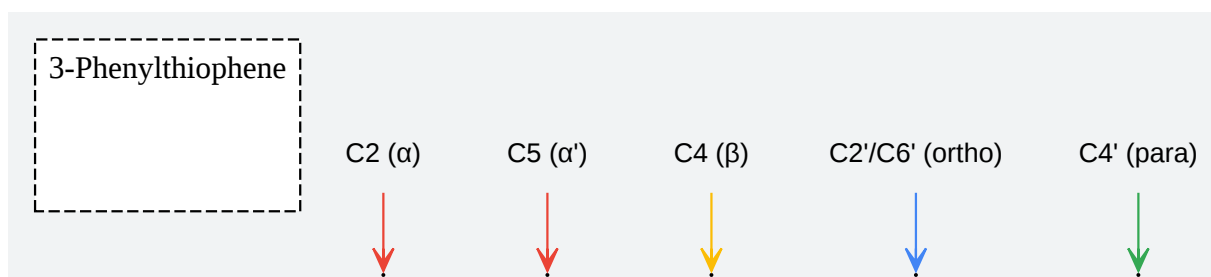 3-Phenylthiophene
C2 (α) C5 (α') C4 (β) C2'/C6' (ortho) C4' (para)